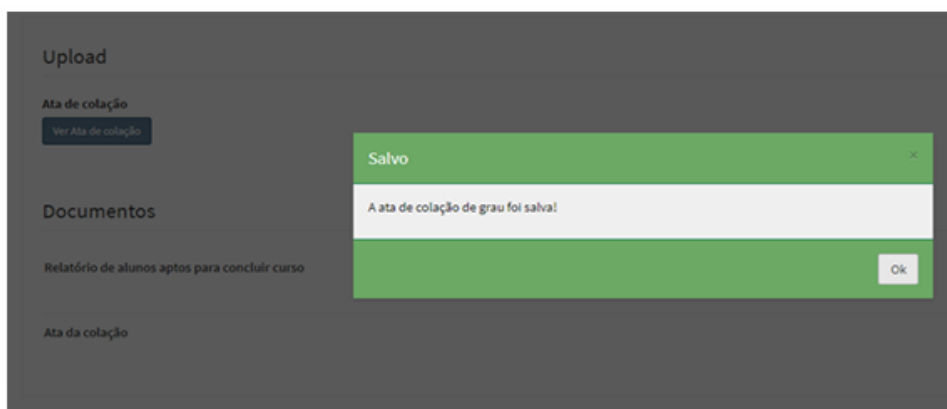 Upload
Ata de colação
Ver Ata de colação
Salvo
×
A ata de colação de grau foi salva!
Documentos
Relatório de alunos aptos para concluir curso
Ok
Ata da colação